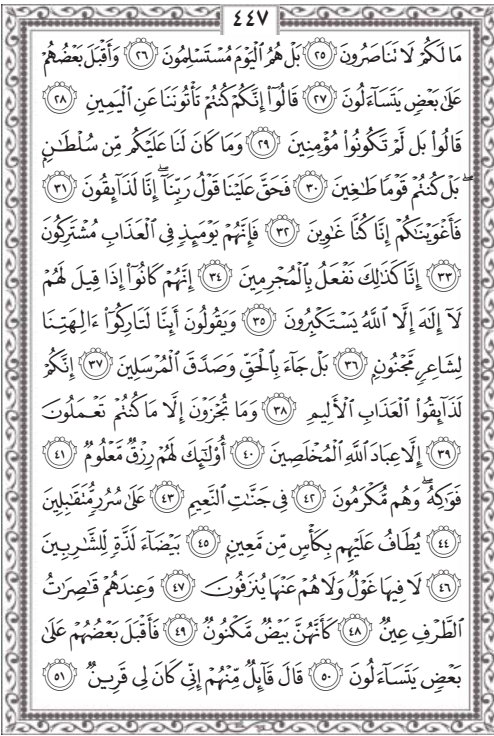 ٤٤٧
مَا لَكُمْ لَا تَنَاصَرُونَ ٢٥ بَلْ هُمُ ٱلْيَوْمَ مُسْتَسْلِمُونَ ٢٦ وَأَقْبَلَ بَعْضُهُمْ
عَلَىٰ بَعْضٍ يَتَسَآءَلُونَ ٢٧ قَالُوٓا۟ إِنَّكُمْ كُنتُمْ تَأْتُونَنَا عَنِ ٱلْيَمِينِ ٢٨
قَالُوا۟ بَل لَّمْ تَكُونُوا۟ مُؤْمِنِينَ ٢٩ وَمَا كَانَ لَنَا عَلَيْكُم مِّن سُلْطَـٰنٍۭ
ۖ بَلْ كُنتُمْ قَوْمًا طَـٰغِينَ ٣٠ فَحَقَّ عَلَيْنَا قَوْلُ رَبِّنَآ ۖ إِنَّا لَذَآئِقُونَ ٣١
فَأَغْوَيْنَـٰكُمْ إِنَّا كُنَّا غَـٰوِينَ ٣٢ فَإِنَّهُمْ يَوْمَئِذٍ فِى ٱلْعَذَابِ مُشْتَرِكُونَ
٣٣ إِنَّا كَذَٰلِكَ نَفْعَلُ بِٱلْمُجْرِمِينَ ٣٤ إِنَّهُمْ كَانُوٓا۟ إِذَا قِيلَ لَهُمْ
لَآ إِلَـٰهَ إِلَّا ٱللَّهُ يَسْتَكْبِرُونَ ٣٥ وَيَقُولُونَ أَئِنَّا لَتَارِكُوٓا۟ ءَالِهَتِنَا
لِشَاعِرٍ مَّجْنُونٍۭ ٣٦ بَلْ جَآءَ بِٱلْحَقِّ وَصَدَّقَ ٱلْمُرْسَلِينَ ٣٧ إِنَّكُمْ
لَذَآئِقُوا۟ ٱلْعَذَابِ ٱلْأَلِيمِ ٣٨ وَمَا تُجْزَوْنَ إِلَّا مَا كُنتُمْ تَعْمَلُونَ
٣٩ إِلَّا عِبَادَ ٱللَّهِ ٱلْمُخْلَصِينَ ٤٠ أُو۟لَـٰٓئِكَ لَهُمْ رِزْقٌ مَّعْلُومٌ ٤١
فَوَٰكِهُ ۖ وَهُم مُّكْرَمُونَ ٤٢ فِى جَنَّـٰتِ ٱلنَّعِيمِ ٤٣ عَلَىٰ سُرُرٍ مُّتَقَـٰبِلِينَ
٤٤ يُطَافُ عَلَيْهِم بِكَأْسٍ مِّن مَّعِينٍۭ ٤٥ بَيْضَآءَ لَذَّةٍ لِّلشَّـٰرِبِينَ
٤٦ لَا فِيهَا غَوْلٌ وَلَا هُمْ عَنْهَا يُنزَفُونَ ٤٧ وَعِندَهُمْ قَـٰصِرَٰتُ
ٱلطَّرْفِ عِينٌ ٤٨ كَأَنَّهُنَّ بَيْضٌ مَّكْنُونٌ ٤٩ فَأَقْبَلَ بَعْضُهُمْ عَلَىٰ
بَعْضٍ يَتَسَآءَلُونَ ٥٠ قَالَ قَآئِلٌ مِّنْهُمْ إِنِّى كَانَ لِى قَرِينٌ ٥١